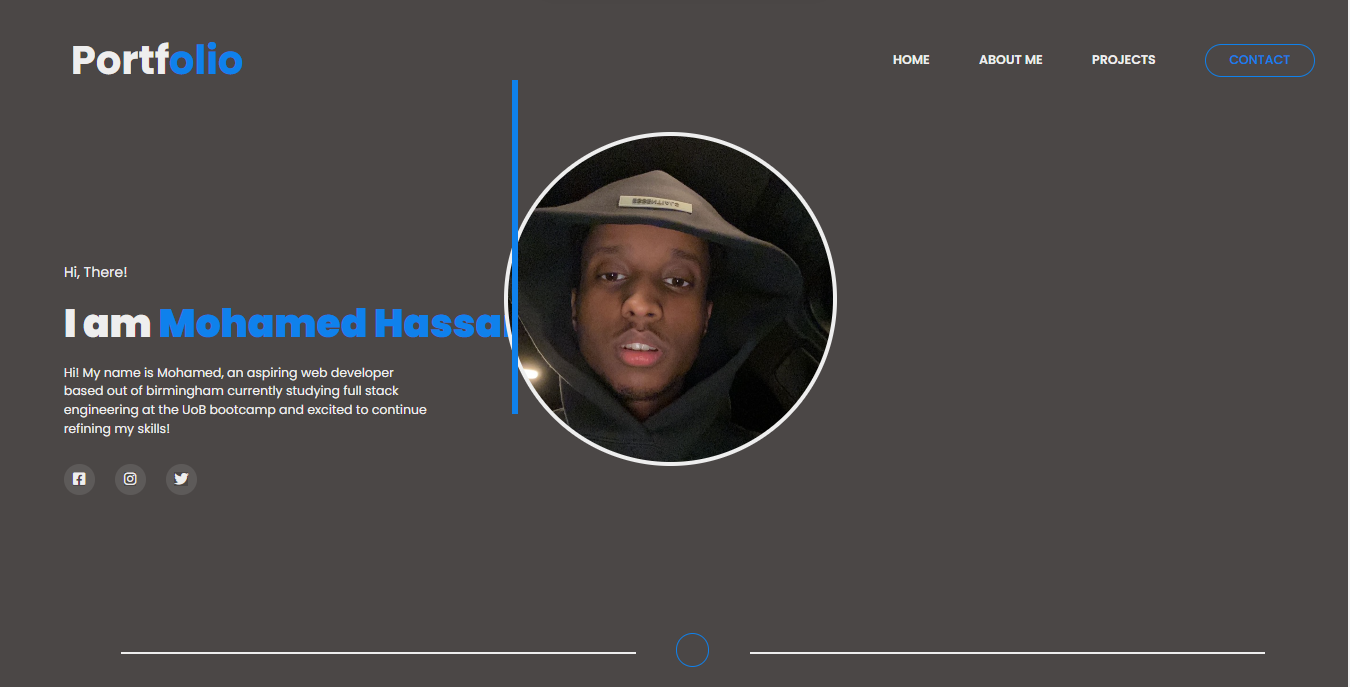 Portfolio
HOME ABOUT ME PROJECTS CONTACT
Hi, There!
I am Mohamed Hassa
Hi! My name is Mohamed, an aspiring web developer
based out of birmingham currently studying full stack
engineering at the UoB bootcamp and excited to continue
refining my skills!